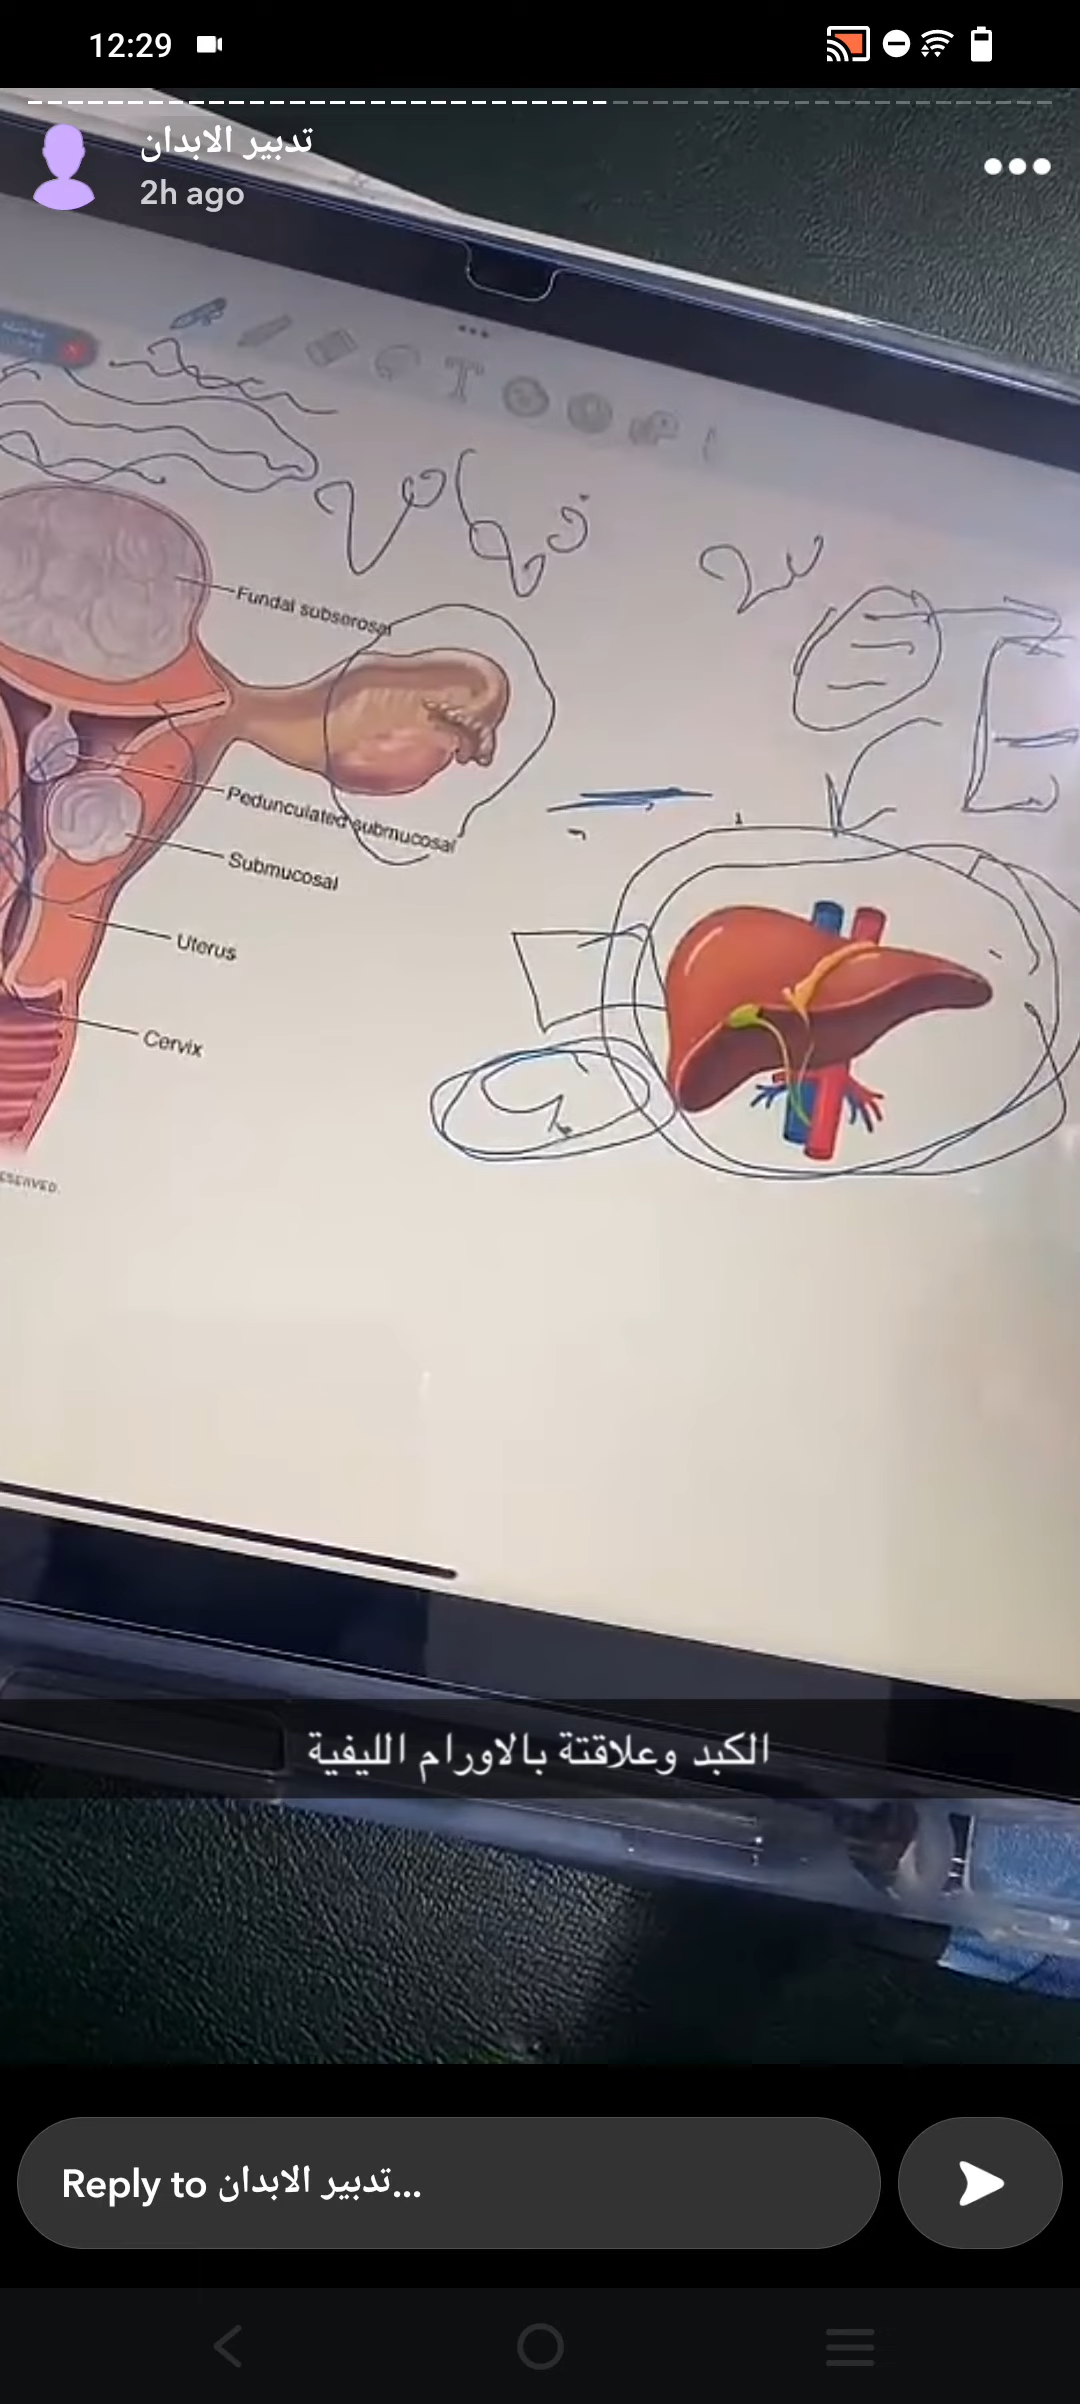 12:29
تدبير الابدان
2h ago
T
Fundal subserosal
Pedunculated submucosal
Submucosal
Uterus
Cervix
ESERVED.
الكبد وعلاقتة بالاورام الليفية
Reply to تدبير الابدان...